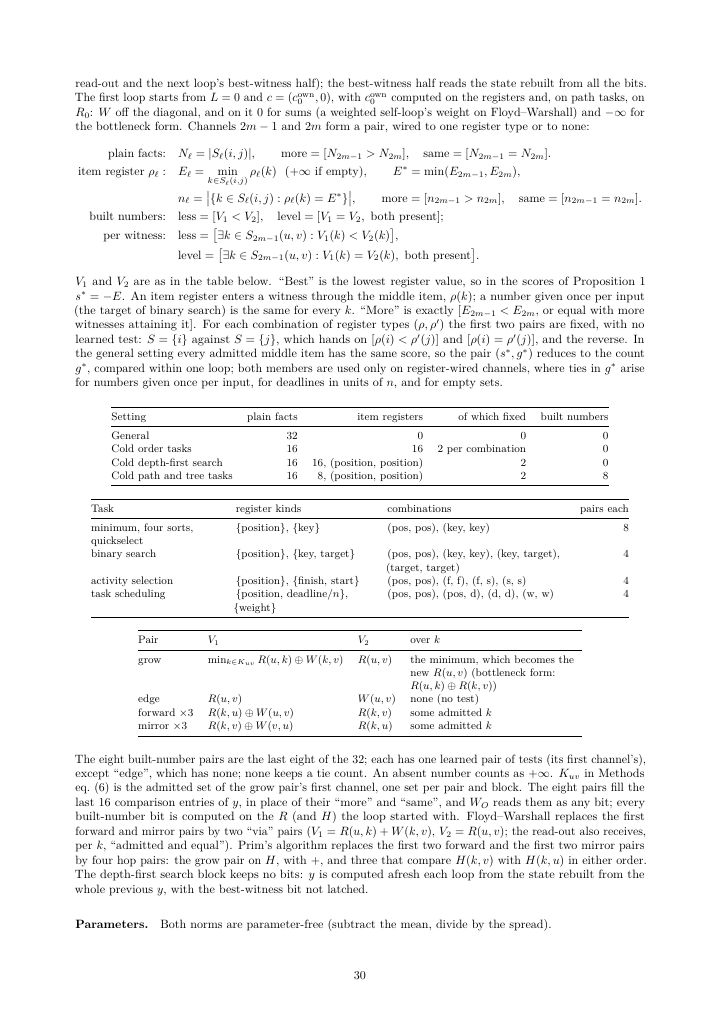 read-out and the next loop's best-witness half); the best-witness half reads the state rebuilt from all the bits.
The first loop starts from L = 0 and c = (c₀ᵒʷⁿ, 0), with c₀ᵒʷⁿ computed on the registers and, on path tasks, on
R₀: W off the diagonal, and on it 0 for sums (a weighted self-loop's weight on Floyd–Warshall) and −∞ for
the bottleneck form. Channels 2m − 1 and 2m form a pair, wired to one register type or to none:
plain facts: N_ℓ = |S_ℓ(i, j)|, more = [N_{2m−1} > N_{2m}], same = [N_{2m−1} = N_{2m}].
item register ρ_ℓ : E_ℓ = min_{k∈S_ℓ(i,j)} ρ_ℓ(k) (+∞ if empty), E* = min(E_{2m−1}, E_{2m}),
n_ℓ = |{k ∈ S_ℓ(i, j) : ρ_ℓ(k) = E*}|, more = [n_{2m−1} > n_{2m}], same = [n_{2m−1} = n_{2m}].
built numbers: less = [V₁ < V₂], level = [V₁ = V₂, both present];
per witness: less = [∃k ∈ S_{2m−1}(u, v) : V₁(k) < V₂(k)],
level = [∃k ∈ S_{2m−1}(u, v) : V₁(k) = V₂(k), both present].
V₁ and V₂ are as in the table below. “Best” is the lowest register value, so in the scores of Proposition 1
s* = −E. An item register enters a witness through the middle item, ρ(k); a number given once per input
(the target of binary search) is the same for every k. “More” is exactly [E_{2m−1} < E_{2m}, or equal with more
witnesses attaining it]. For each combination of register types (ρ, ρ′) the first two pairs are fixed, with no
learned test: S = {i} against S = {j}, which hands on [ρ(i) < ρ′(j)] and [ρ(i) = ρ′(j)], and the reverse. In
the general setting every admitted middle item has the same score, so the pair (s*, g*) reduces to the count
g*, compared within one loop; both members are used only on register-wired channels, where ties in g* arise
for numbers given once per input, for deadlines in units of n, and for empty sets.
Setting plain facts item registers of which fixed built numbers
General 32 0 0 0
Cold order tasks 16 16 2 per combination 0
Cold depth-first search 16 16, (position, position) 2 0
Cold path and tree tasks 16 8, (position, position) 2 8
Task register kinds combinations pairs each
minimum, four sorts, {position}, {key} (pos, pos), (key, key) 8
quickselect
binary search {position}, {key, target} (pos, pos), (key, key), (key, target), 4
(target, target)
activity selection {position}, {finish, start} (pos, pos), (f, f), (f, s), (s, s) 4
task scheduling {position, deadline/n}, (pos, pos), (pos, d), (d, d), (w, w) 4
{weight}
Pair V₁ V₂ over k
grow min_{k∈K_{uv}} R(u, k) ⊕ W(k, v) R(u, v) the minimum, which becomes the
new R(u, v) (bottleneck form:
R(u, k) ⊕ R(k, v))
edge R(u, v) W(u, v) none (no test)
forward ×3 R(k, u) ⊕ W(u, v) R(k, v) some admitted k
mirror ×3 R(k, v) ⊕ W(v, u) R(k, u) some admitted k
The eight built-number pairs are the last eight of the 32; each has one learned pair of tests (its first channel's),
except “edge”, which has none; none keeps a tie count. An absent number counts as +∞. K_{uv} in Methods
eq. (6) is the admitted set of the grow pair's first channel, one set per pair and block. The eight pairs fill the
last 16 comparison entries of y, in place of their “more” and “same”, and W_O reads them as any bit; every
built-number bit is computed on the R (and H) the loop started with. Floyd–Warshall replaces the first
forward and mirror pairs by two “via” pairs (V₁ = R(u, k) + W(k, v), V₂ = R(u, v); the read-out also receives,
per k, “admitted and equal”). Prim's algorithm replaces the first two forward and the first two mirror pairs
by four hop pairs: the grow pair on H, with +, and three that compare H(k, v) with H(k, u) in either order.
The depth-first search block keeps no bits: y is computed afresh each loop from the state rebuilt from the
whole previous y, with the best-witness bit not latched.
Parameters. Both norms are parameter-free (subtract the mean, divide by the spread).
30